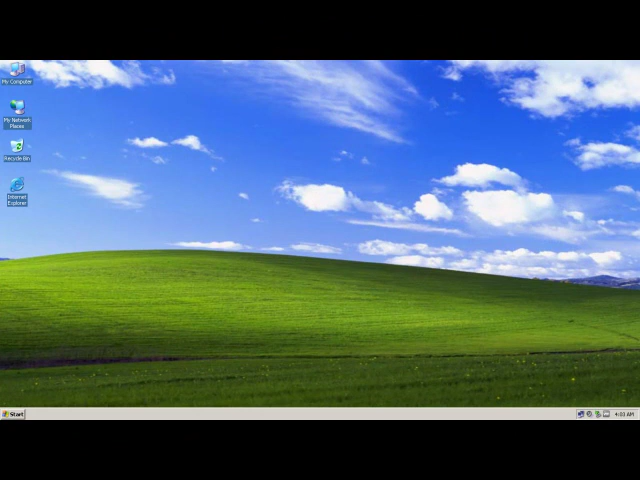 My Computer
My Network
Places
Recycle Bin
Internet
Explorer
Start
4:03 AM